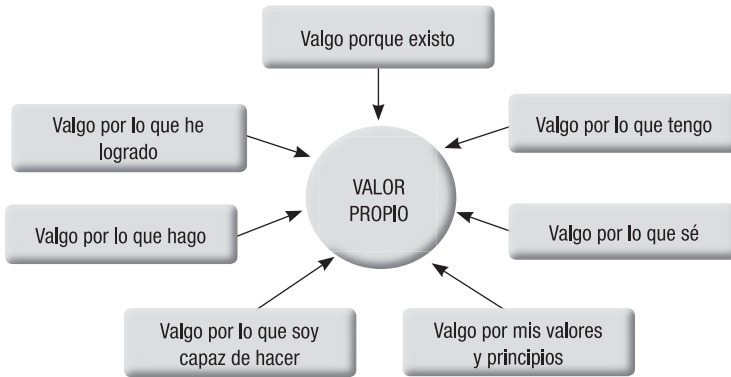 Valgo porque existo
Valgo por lo que he
logrado
Valgo por lo que tengo
VALOR
PROPIO
Valgo por lo que hago
Valgo por lo que sé
Valgo por lo que soy
capaz de hacer
Valgo por mis valores
y principios